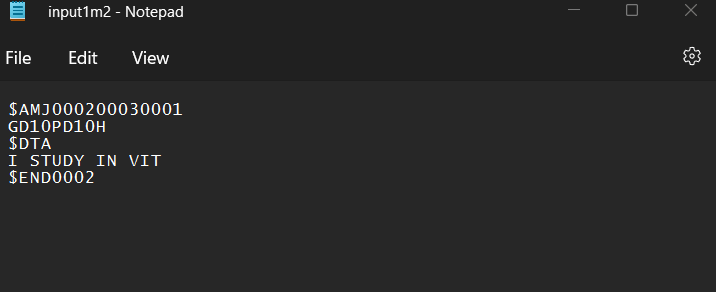 input1m2 - Notepad
File Edit View
$AMJ000200030001
GD10PD10H
$DTA
I STUDY IN VIT
$END0002